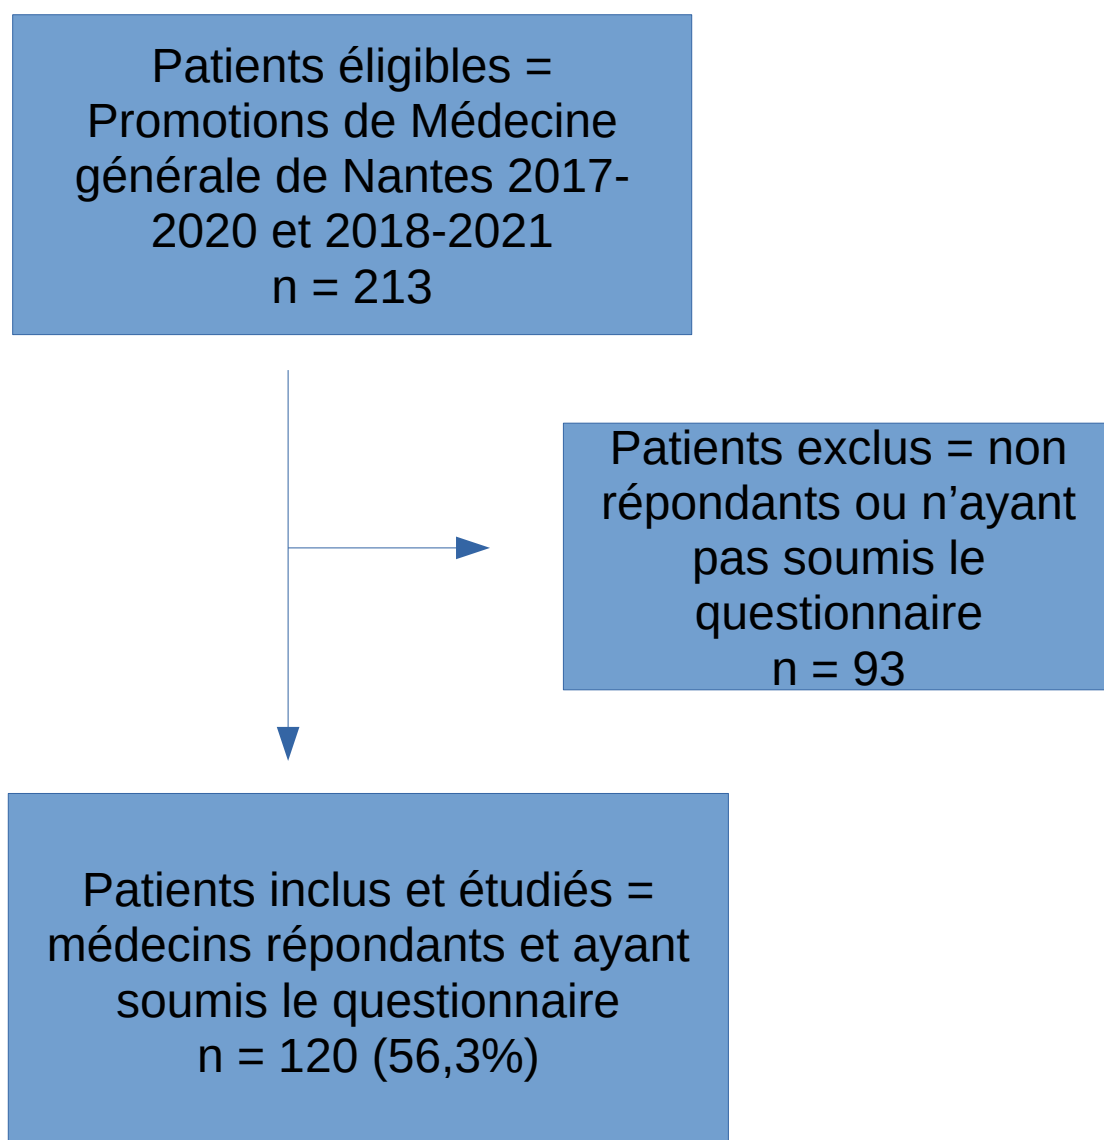 Patients éligibles =
Promotions de Médecine
générale de Nantes 2017-
2020 et 2018-2021
n = 213
Patients exclus = non
répondants ou n’ayant
pas soumis le
questionnaire
n = 93
Patients inclus et étudiés =
médecins répondants et ayant
soumis le questionnaire
n = 120 (56,3%)